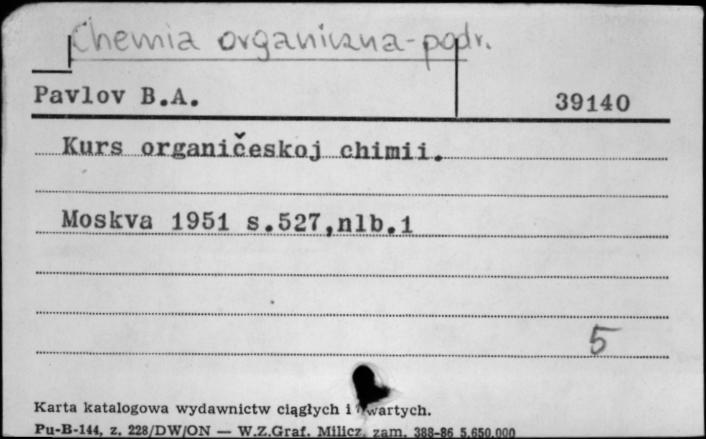 Chemia organiczna - podr.
Pavlov B.A. 39140
Kurs organičeskoj chimii.
Moskva 1951 s.527,nlb.1
5
Karta katalogowa wydawnictw ciągłych i wartych.
Pu-B-144, z. 228/DW/ON — W.Z.Graf. Milicz zam. 388-86 5.650.000